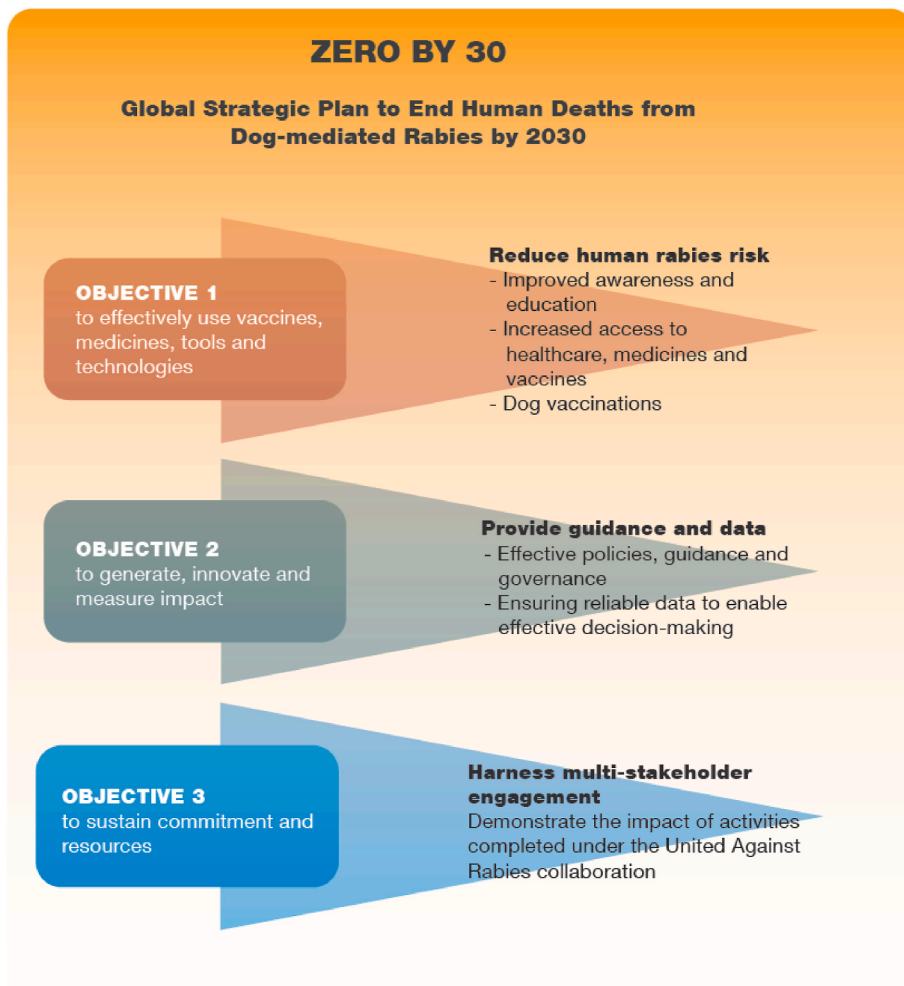 ZERO BY 30
Global Strategic Plan to End Human Deaths from
Dog-mediated Rabies by 2030
OBJECTIVE 1
to effectively use vaccines,
medicines, tools and
technologies
Reduce human rabies risk
- Improved awareness and
education
- Increased access to
healthcare, medicines and
vaccines
- Dog vaccinations
OBJECTIVE 2
to generate, innovate and
measure impact
Provide guidance and data
- Effective policies, guidance and
governance
- Ensuring reliable data to enable
effective decision-making
OBJECTIVE 3
to sustain commitment and
resources
Harness multi-stakeholder
engagement
Demonstrate the impact of activities
completed under the United Against
Rabies collaboration